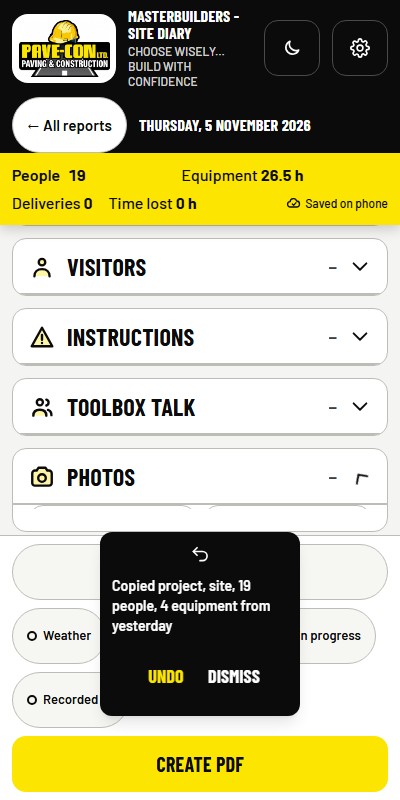 MASTERBUILDERS -
SITE DIARY
CHOOSE WISELY...
BUILD WITH
CONFIDENCE
PAVE-CON LTD.
PAVING & CONSTRUCTION
← All reports
THURSDAY, 5 NOVEMBER 2026
People 19
Equipment 26.5 h
Deliveries 0 Time lost 0 h
Saved on phone
VISITORS –
INSTRUCTIONS –
TOOLBOX TALK –
PHOTOS –
Copied project, site, 19
people, 4 equipment from
yesterday
UNDO DISMISS
Weather
n progress
Recorded
CREATE PDF